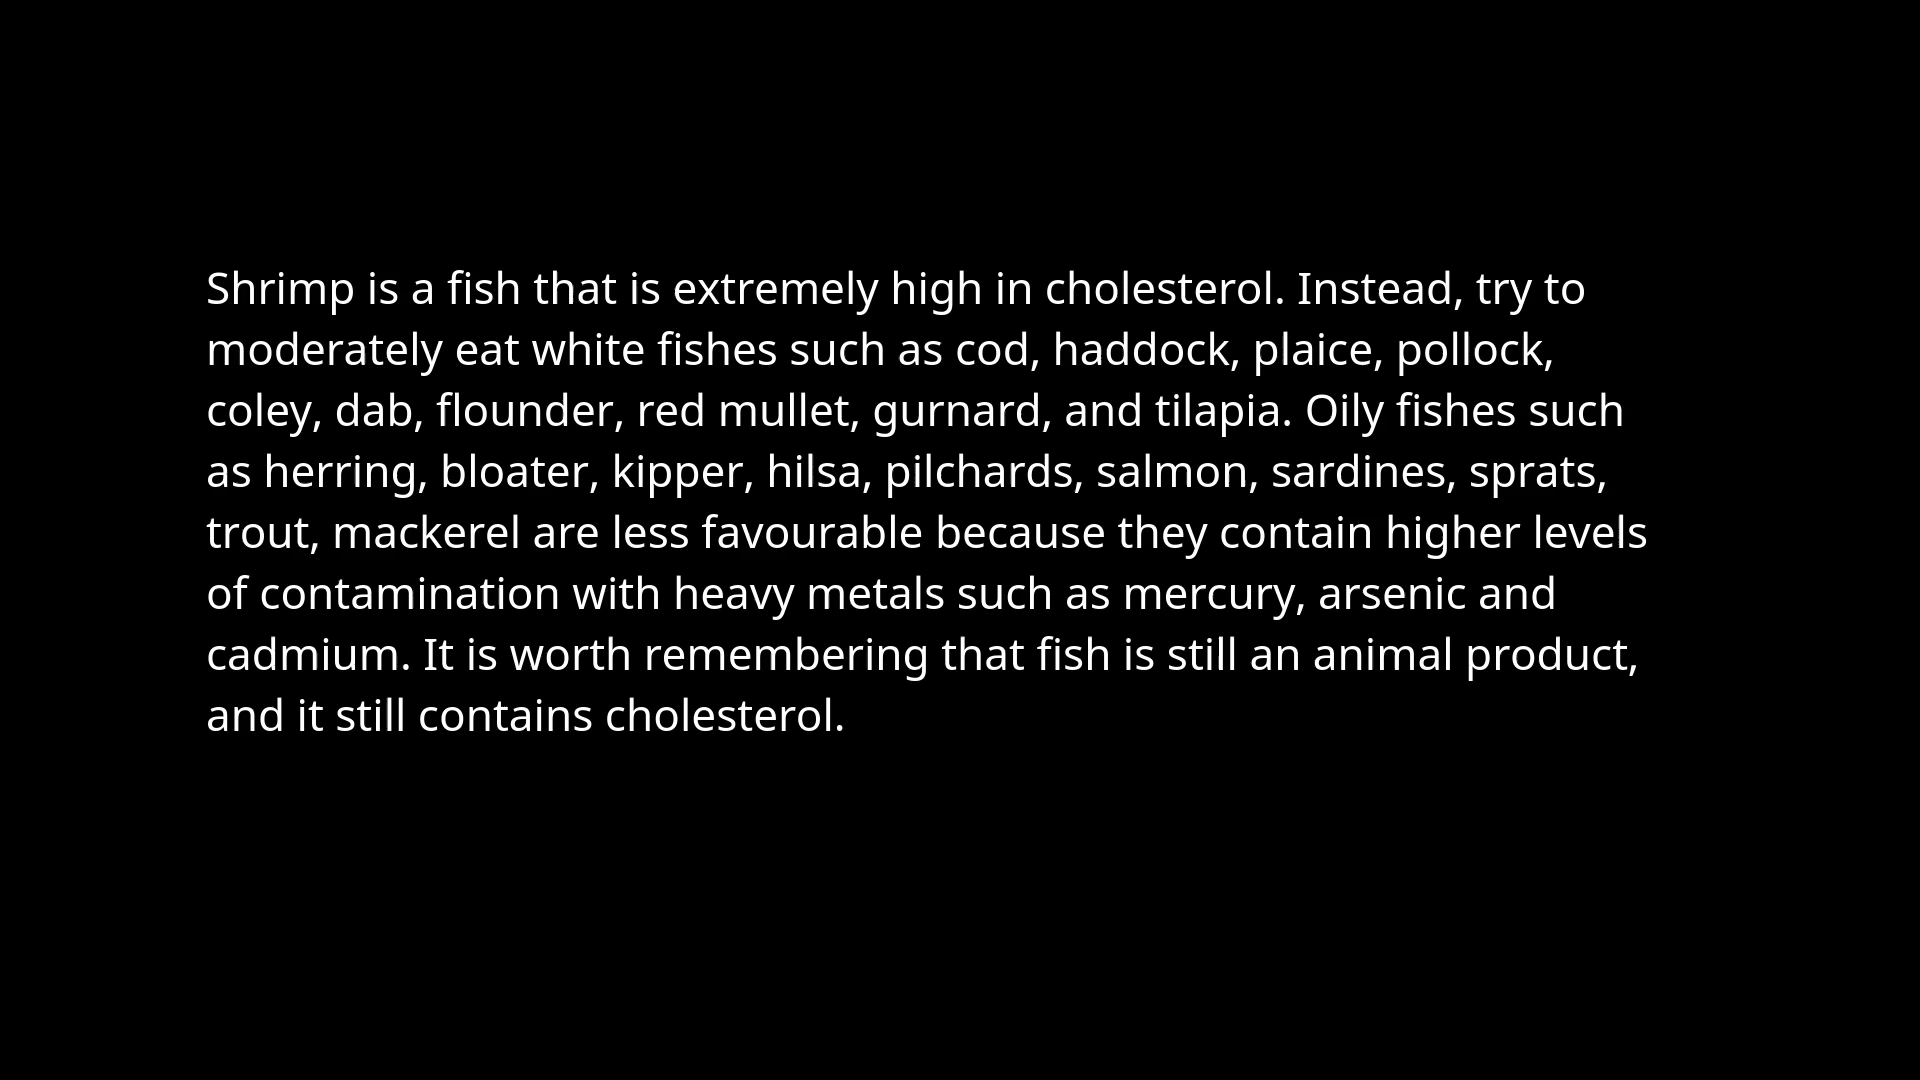 Shrimp is a fish that is extremely high in cholesterol. Instead, try to
moderately eat white fishes such as cod, haddock, plaice, pollock,
coley, dab, flounder, red mullet, gurnard, and tilapia. Oily fishes such
as herring, bloater, kipper, hilsa, pilchards, salmon, sardines, sprats,
trout, mackerel are less favourable because they contain higher levels
of contamination with heavy metals such as mercury, arsenic and
cadmium. It is worth remembering that fish is still an animal product,
and it still contains cholesterol.